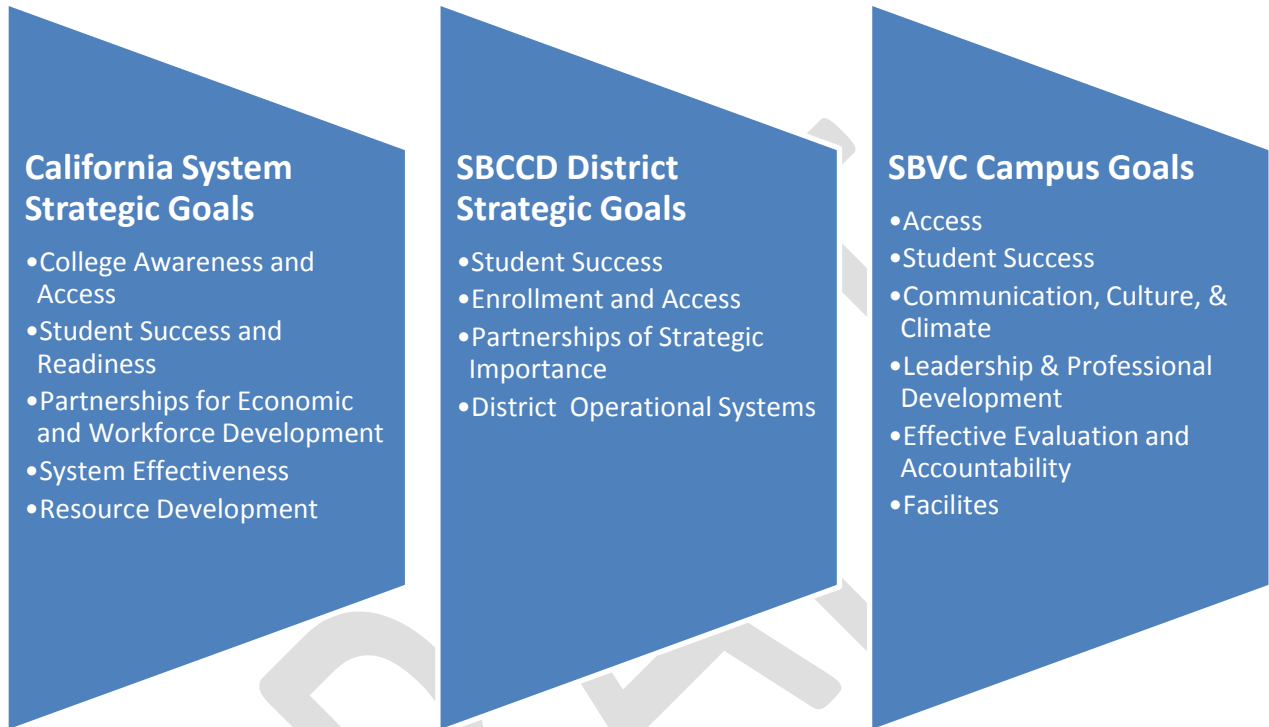 California System
Strategic Goals
•College Awareness and
Access
•Student Success and
Readiness
•Partnerships for Economic
and Workforce Development
•System Effectiveness
•Resource Development
SBCCD District
Strategic Goals
•Student Success
•Enrollment and Access
•Partnerships of Strategic
Importance
•District Operational Systems
SBVC Campus Goals
•Access
•Student Success
•Communication, Culture, &
Climate
•Leadership & Professional
Development
•Effective Evaluation and
Accountability
•Facilites